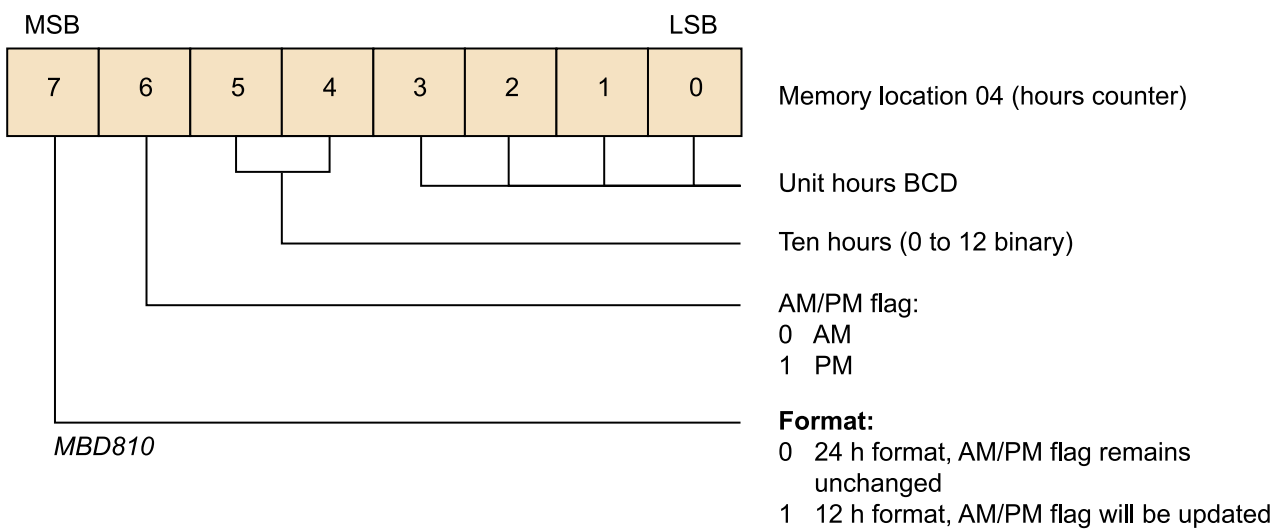 MSB LSB
7 6 5 4 3 2 1 0
Memory location 04 (hours counter)
Unit hours BCD
Ten hours (0 to 12 binary)
AM/PM flag:
0 AM
1 PM
Format:
0 24 h format, AM/PM flag remains
unchanged
1 12 h format, AM/PM flag will be updated
MBD810